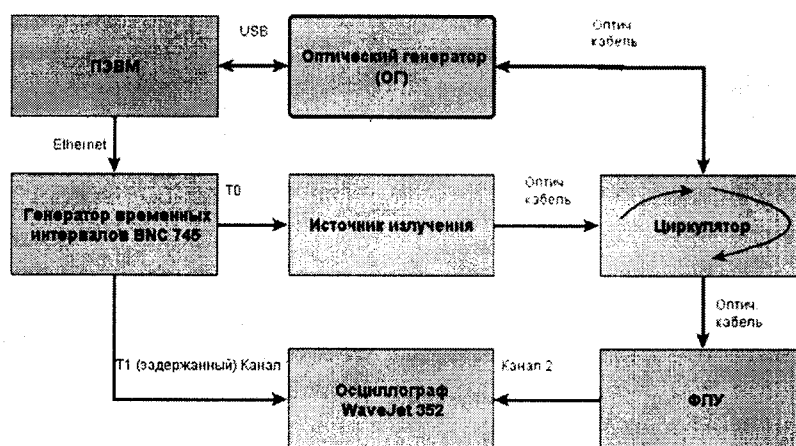 USB
Оптич.
кабель
ПЭВМ
Оптический генератор
(ОГ)
Ethernet
T0
Оптич.
кабель
Генератор временных
интервалов BNC 745
Источник излучения
Циркулятор
Оптич.
кабель
T1 (задержанный) Канал
Канал 2
Осциллограф
WaveJet 352
ФПУ